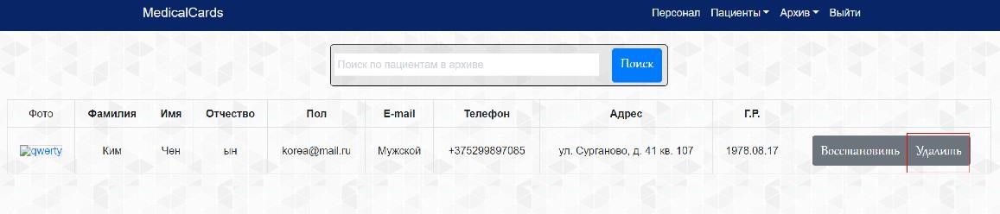 MedicalCards Персонал Пациенты Архив Выйти
Поиск по пациентам в архиве Поиск
Фото Фамилия Имя Отчество Пол E-mail Телефон Адрес Г.Р.
qwerty Ким Чен ын korea@mail.ru Мужской +375299897085 ул. Сурганово, д. 41 кв. 107 1978.08.17 Восстановить Удалить